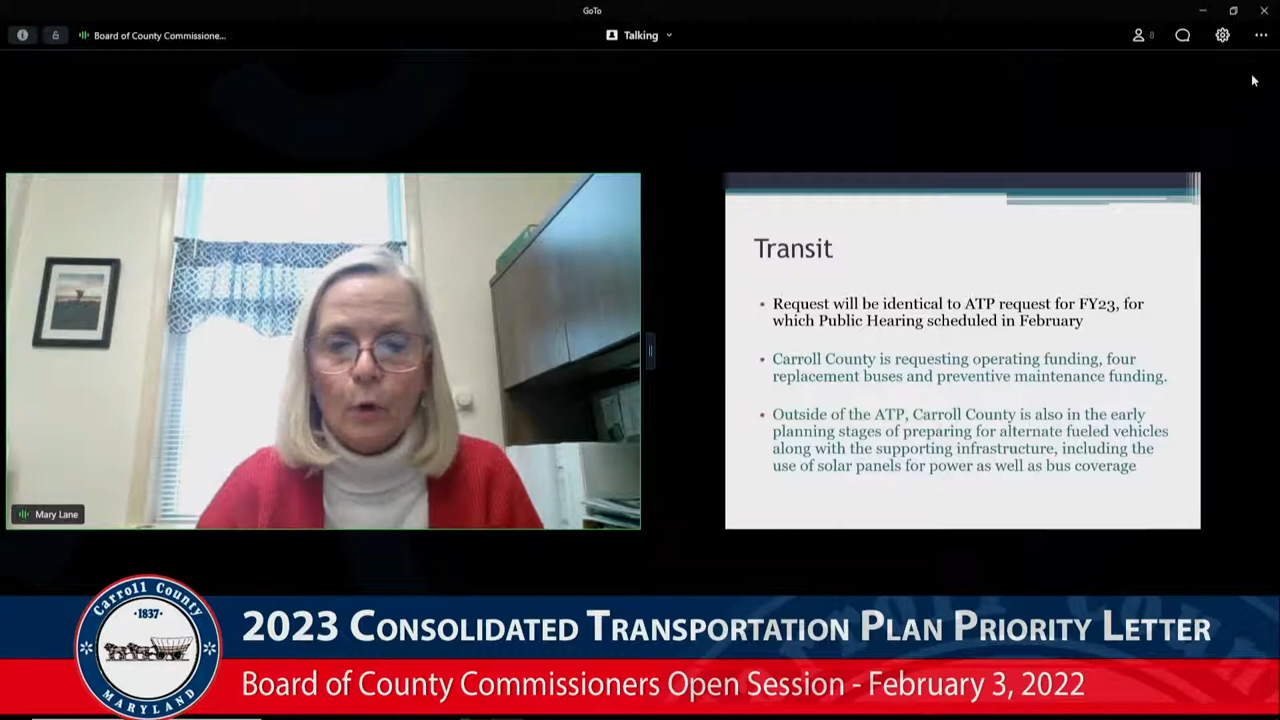 GoTo
Board of County Commissione...
Talking
8
Mary Lane
Transit
Request will be identical to ATP request for FY23, for
which Public Hearing scheduled in February
Carroll County is requesting operating funding, four
replacement buses and preventive maintenance funding.
Outside of the ATP, Carroll County is also in the early
planning stages of preparing for alternate fueled vehicles
along with the supporting infrastructure, including the
use of solar panels for power as well as bus coverage
Carroll County
·1837·
MARYLAND
2023 CONSOLIDATED TRANSPORTATION PLAN PRIORITY LETTER
Board of County Commissioners Open Session - February 3, 2022